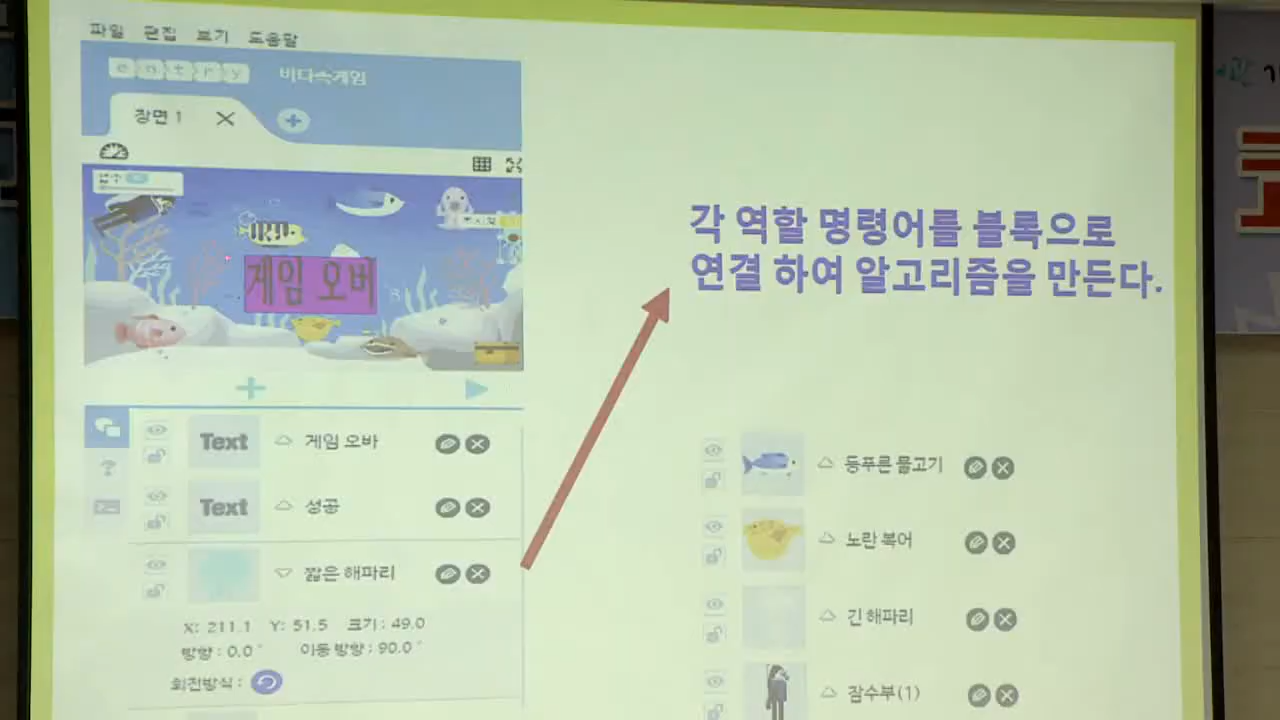 파일 편집 보기 도움말
entry 바다속게임
장면 1
게임 오버
각 역할 명령어를 블록으로
연결 하여 알고리즘을 만든다.
Text 게임 오바
Text 성공
짧은 해파리
X: 211.1 Y: 51.5 크기: 49.0
방향: 0.0° 이동 방향: 90.0°
회전방식:
등푸른 물고기
노란 복어
긴 해파리
잠수부(1)